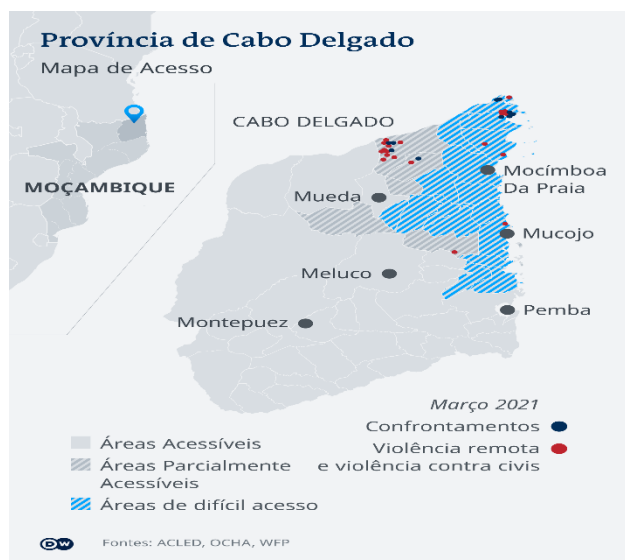 Província de Cabo Delgado
Mapa de Acesso
CABO DELGADO
MOÇAMBIQUE
Mocímboa
Da Praia
Mueda
Mucojo
Meluco
Pemba
Montepuez
Março 2021
Confrontamentos
Violência remota
e violência contra civis
Áreas Acessíveis
Áreas Parcialmente
Acessíveis
Áreas de difícil acesso
DW
Fontes: ACLED, OCHA, WFP